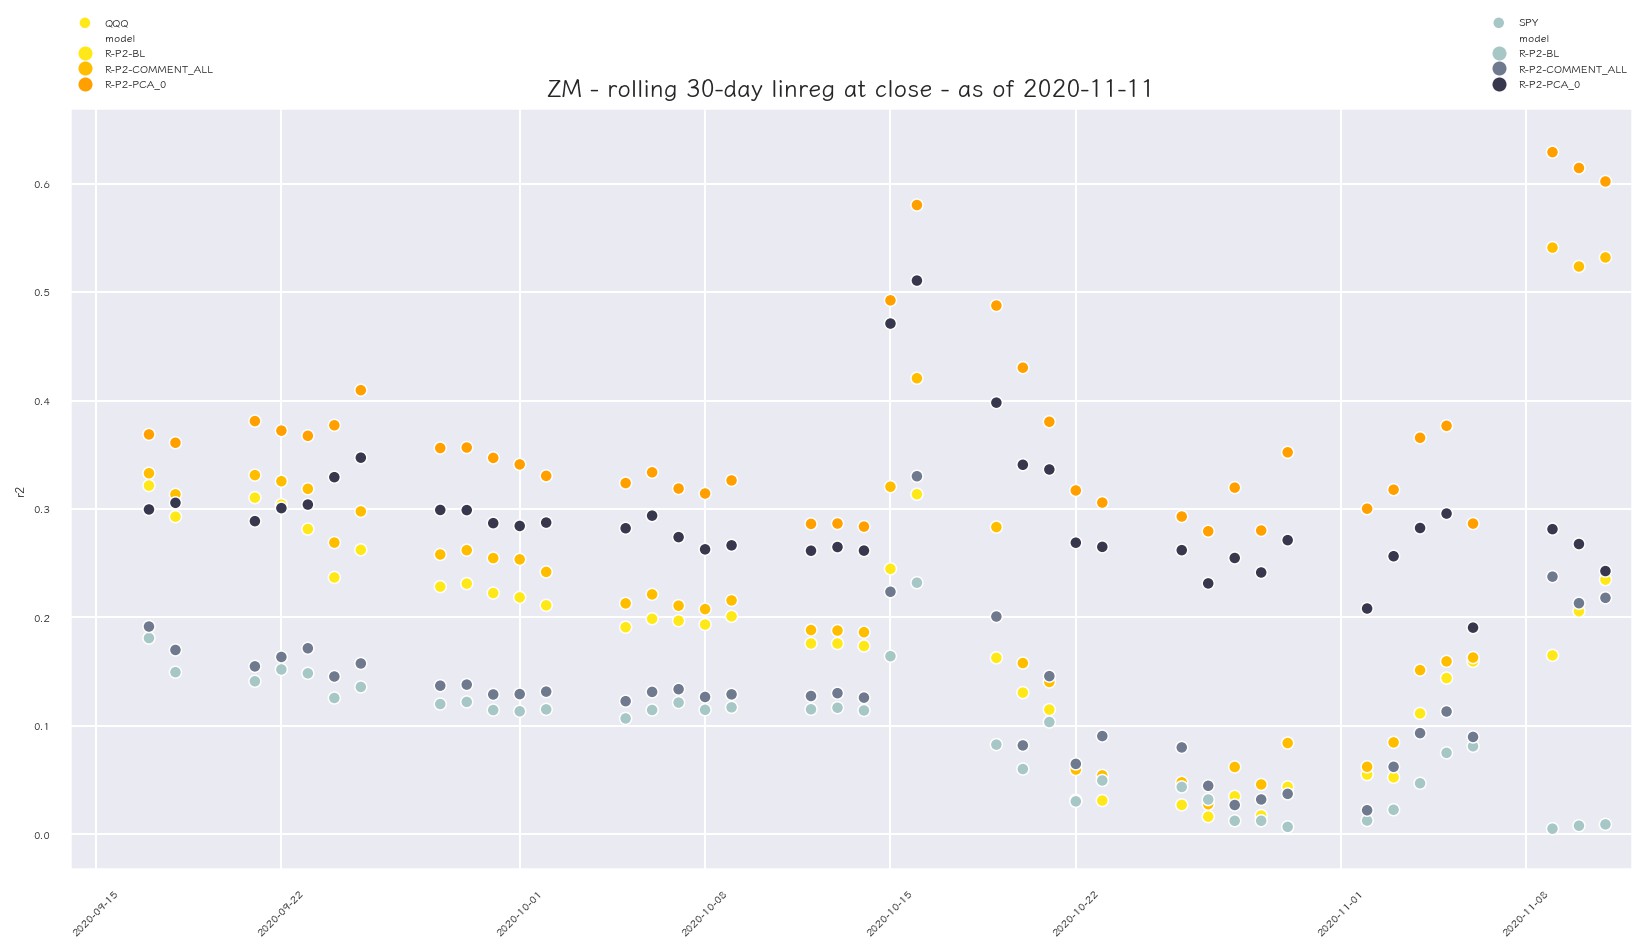 QQQ
model
R-P2-BL
R-P2-COMMENT_ALL
R-P2-PCA_0
SPY
model
R-P2-BL
R-P2-COMMENT_ALL
R-P2-PCA_0
ZM - rolling 30-day linreg at close - as of 2020-11-11
0.6
0.5
0.4
0.3
0.2
0.1
0.0
r2
2020-09-15
2020-09-22
2020-10-01
2020-10-08
2020-10-15
2020-10-22
2020-11-01
2020-11-08